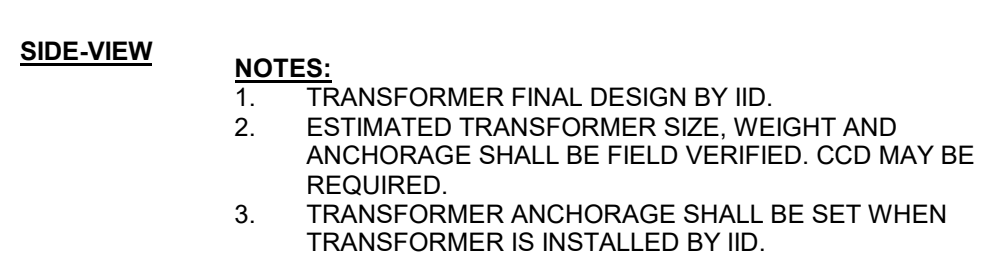 SIDE-VIEW
NOTES:
1. TRANSFORMER FINAL DESIGN BY IID.
2. ESTIMATED TRANSFORMER SIZE, WEIGHT AND
ANCHORAGE SHALL BE FIELD VERIFIED. CCD MAY BE
REQUIRED.
3. TRANSFORMER ANCHORAGE SHALL BE SET WHEN
TRANSFORMER IS INSTALLED BY IID.